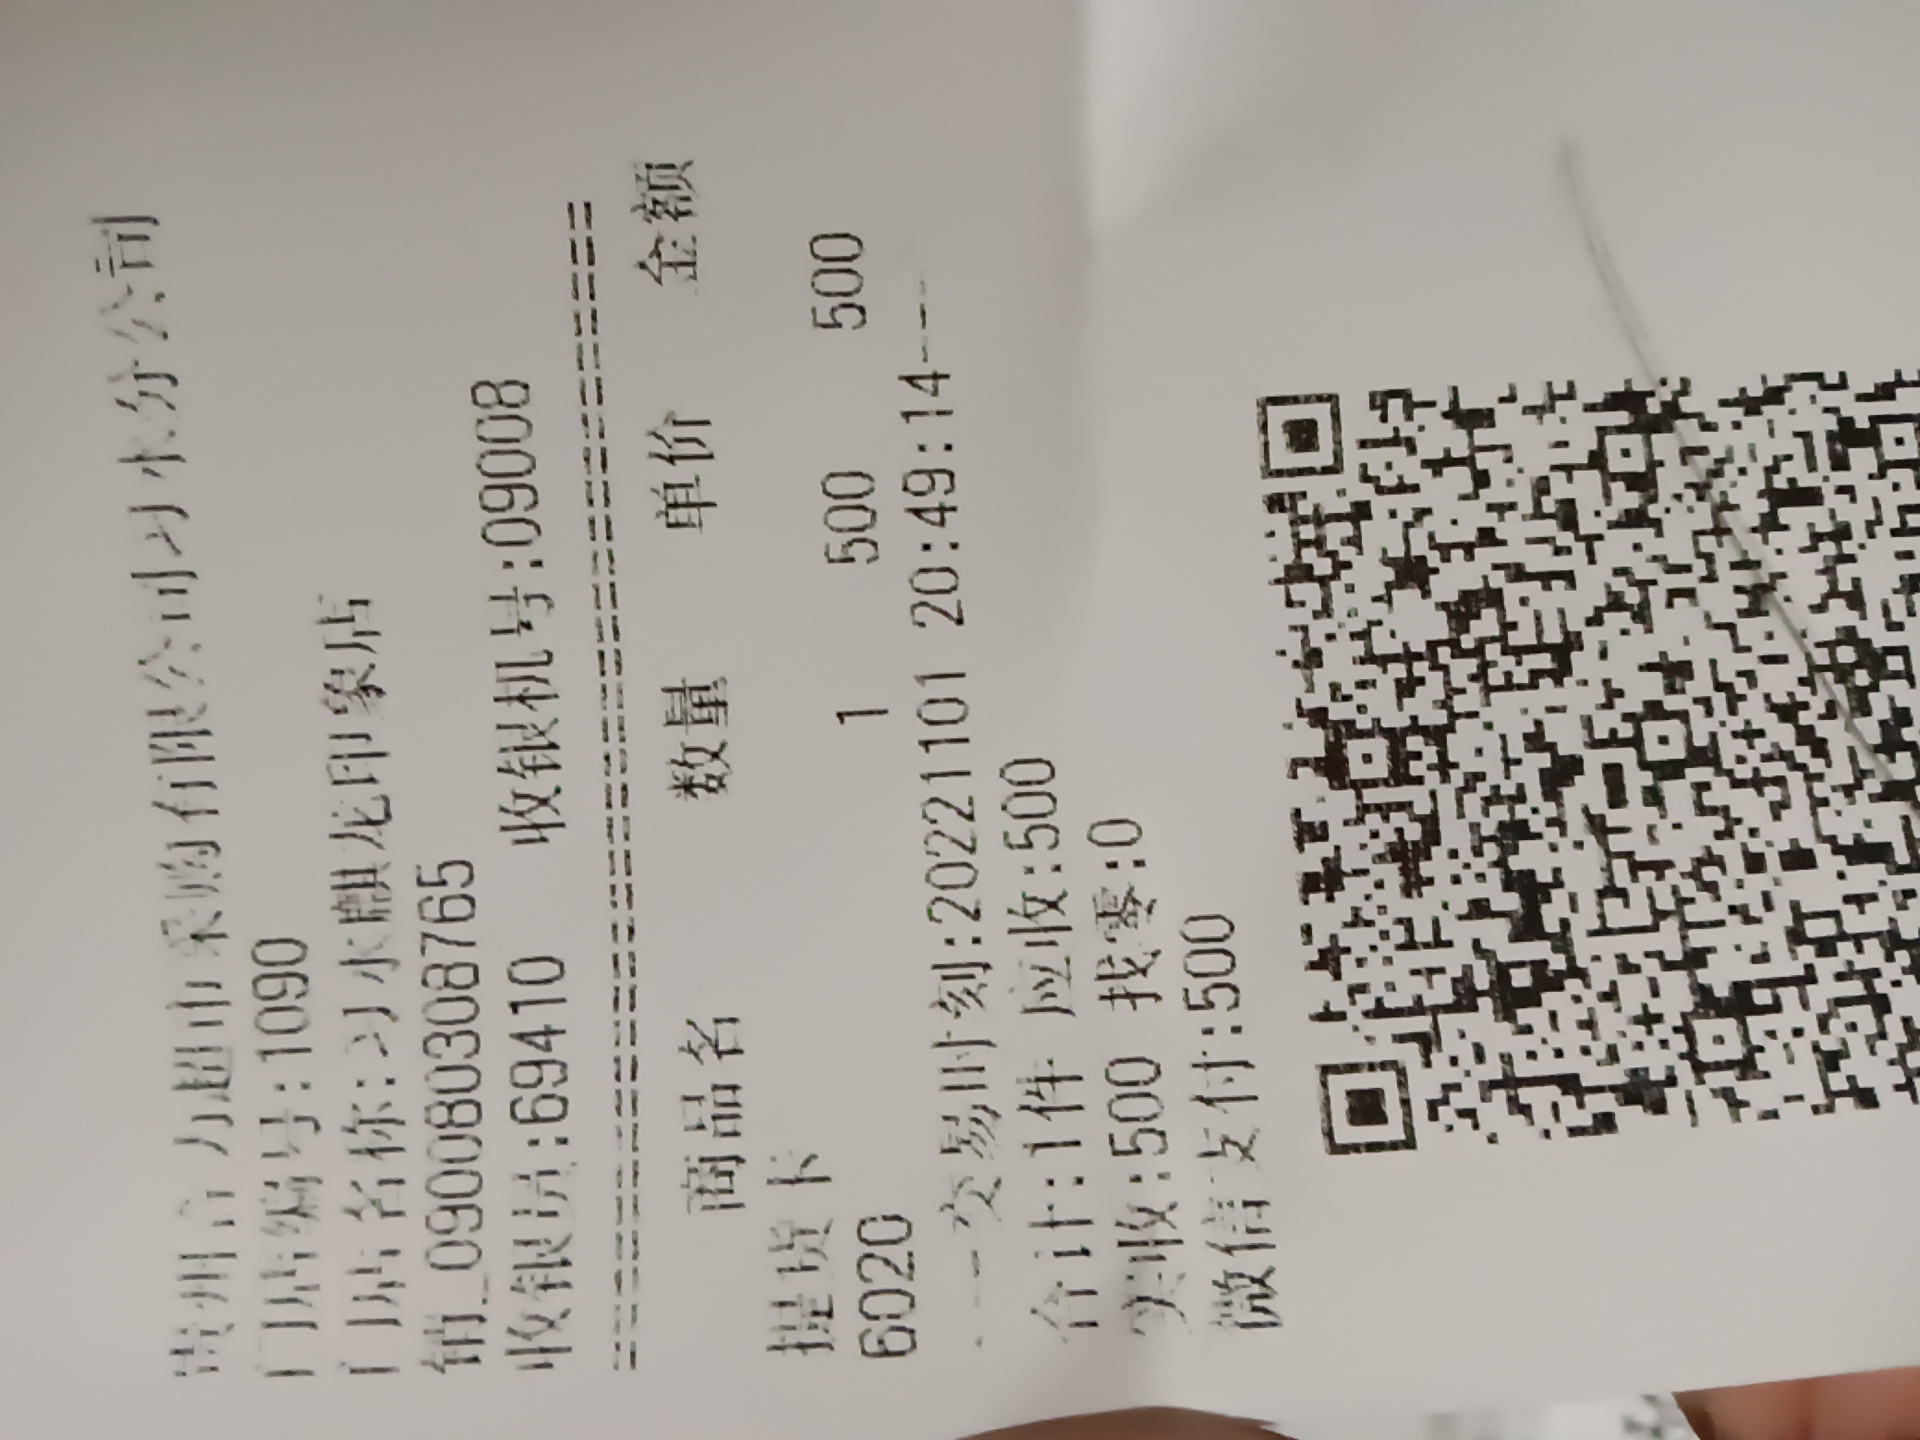 贵州合力超市采购有限公司习水分公司
门店编号:1090
门店名称:习水麒龙印象店
销_0900803087​65
收银员:69410 收银机号:09008
==========================================
商品名 数量 单价 金额
提货卡
6020 1 500 500
----交易时刻:20221101 20:49:14----
合计:1件 应收:500
实收:500 找零:0
微信支付:500